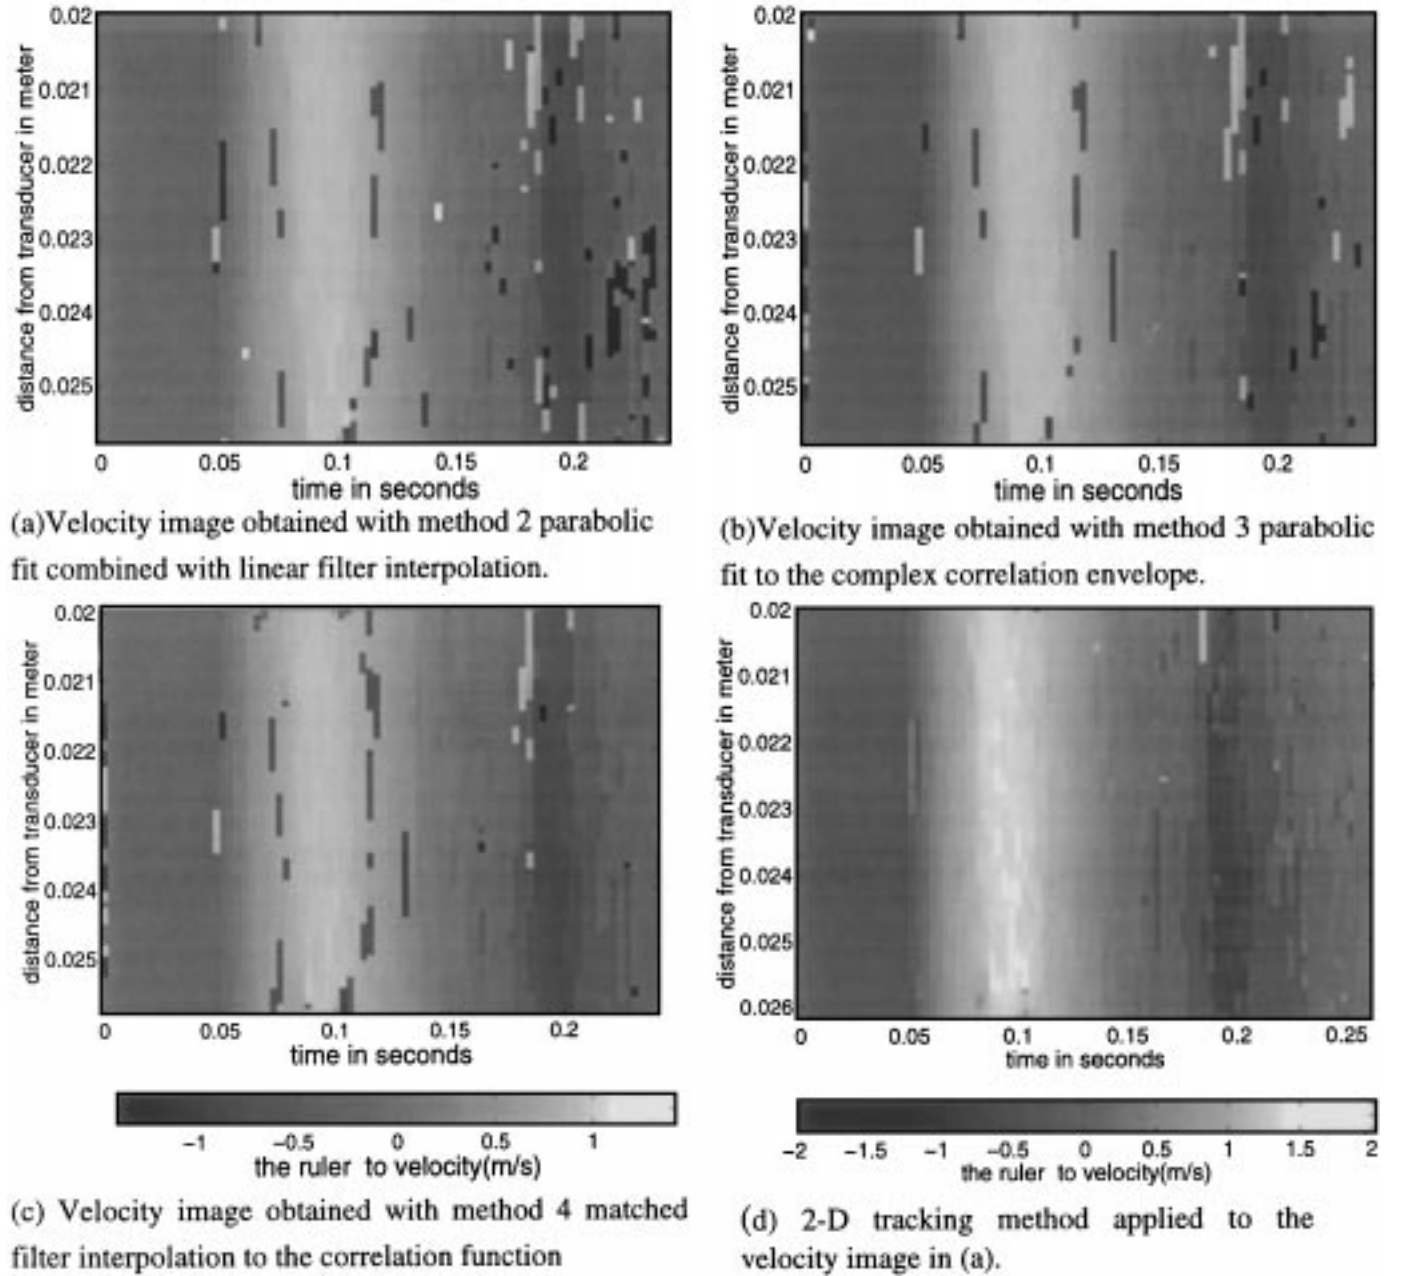 0.02
0.021
0.022
0.023
0.024
0.025
distance from transducer in meter
0 0.05 0.1 0.15 0.2
time in seconds
(a)Velocity image obtained with method 2 parabolic
fit combined with linear filter interpolation.
0.02
0.021
0.022
0.023
0.024
0.025
distance from transducer in meter
0 0.05 0.1 0.15 0.2
time in seconds
(b)Velocity image obtained with method 3 parabolic
fit to the complex correlation envelope.
0.02
0.021
0.022
0.023
0.024
0.025
distance from transducer in meter
0 0.05 0.1 0.15 0.2
time in seconds
−1 −0.5 0 0.5 1
the ruler to velocity(m/s)
(c) Velocity image obtained with method 4 matched
filter interpolation to the correlation function
0.02
0.021
0.022
0.023
0.024
0.025
0.026
distance from transducer in meter
0 0.05 0.1 0.15 0.2 0.25
time in seconds
−2 −1.5 −1 −0.5 0 0.5 1 1.5 2
the ruler to velocity(m/s)
(d) 2-D tracking method applied to the
velocity image in (a).